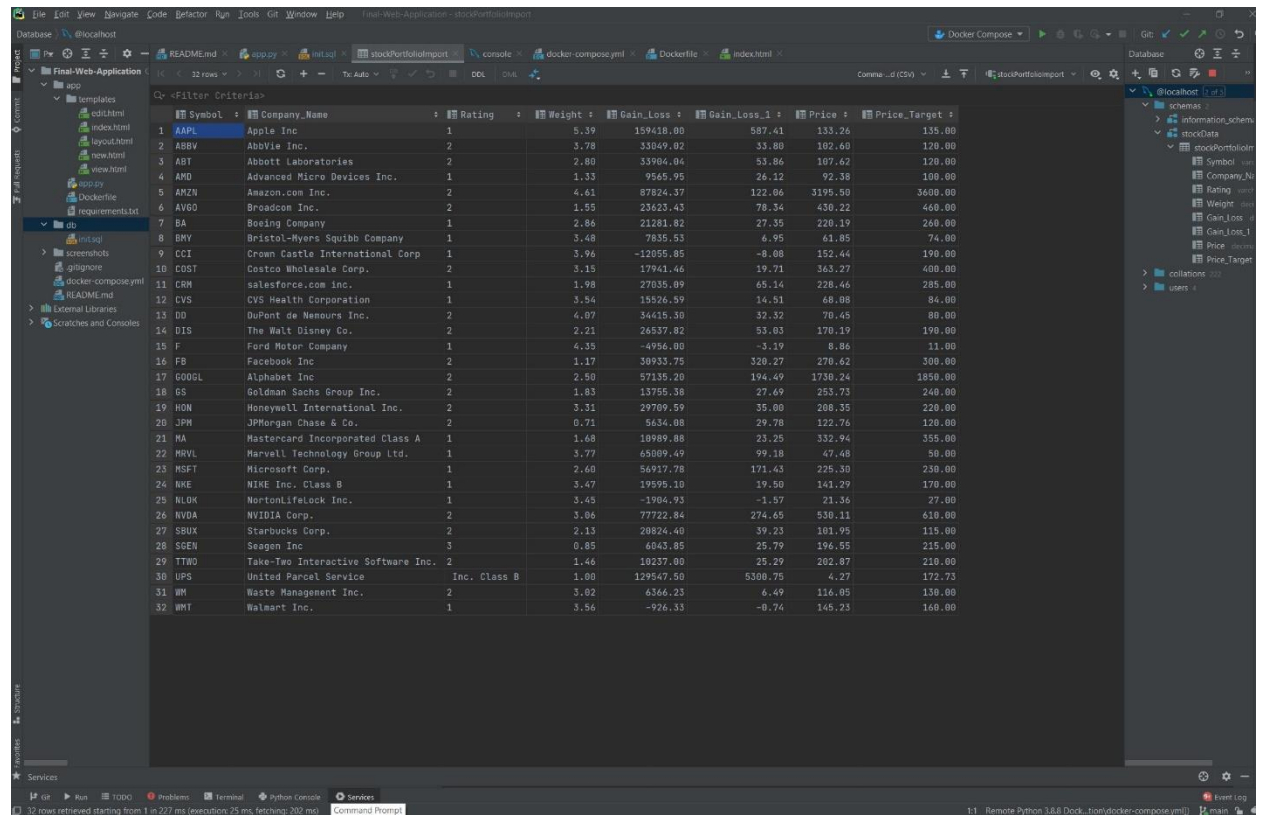 File Edit View Navigate Code Refactor Run Tools Git Window Help Final-Web-Application - stockPortfolioImport
Database @localhost Docker Compose Git:
README.md app.py init.sql stockPortfolioImport console docker-compose.yml Dockerfile index.html Database
32 rows Tx: Auto DDL DML Comma-...d (CSV) stockPortfolioImport
<Filter Criteria>
Project
Commit
Pull Requests
Structure
Favorites
Final-Web-Application
app
templates
edit.html
index.html
layout.html
new.html
view.html
app.py
Dockerfile
requirements.txt
db
init.sql
screenshots
.gitignore
docker-compose.yml
README.md
External Libraries
Scratches and Consoles
Symbol Company_Name Rating Weight Gain_Loss Gain_Loss_1 Price Price_Target
1 AAPL Apple Inc 1 5.39 159418.00 587.41 133.26 135.00
2 ABBV AbbVie Inc. 2 3.78 33049.02 33.80 102.60 120.00
3 ABT Abbott Laboratories 2 2.80 33904.04 53.86 107.62 120.00
4 AMD Advanced Micro Devices Inc. 1 1.33 9565.95 26.12 92.38 100.00
5 AMZN Amazon.com Inc. 2 4.61 87824.37 122.06 3195.50 3600.00
6 AVGO Broadcom Inc. 2 1.55 23623.43 78.34 430.22 460.00
7 BA Boeing Company 1 2.86 21281.82 27.35 220.19 260.00
8 BMY Bristol-Myers Squibb Company 1 3.48 7835.53 6.95 61.85 74.00
9 CCI Crown Castle International Corp 1 3.96 -12055.85 -8.08 152.44 190.00
10 COST Costco Wholesale Corp. 2 3.15 17941.46 19.71 363.27 400.00
11 CRM salesforce.com inc. 1 1.98 27035.09 65.14 228.46 285.00
12 CVS CVS Health Corporation 1 3.54 15526.59 14.51 68.08 84.00
13 DD DuPont de Nemours Inc. 2 4.07 34415.30 32.32 70.45 80.00
14 DIS The Walt Disney Co. 2 2.21 26537.82 53.03 170.19 190.00
15 F Ford Motor Company 1 4.35 -4956.00 -3.19 8.86 11.00
16 FB Facebook Inc 2 1.17 30933.75 320.27 270.62 300.00
17 GOOGL Alphabet Inc 2 2.50 57135.20 194.49 1730.24 1850.00
18 GS Goldman Sachs Group Inc. 2 1.83 13755.38 27.69 253.73 240.00
19 HON Honeywell International Inc. 2 3.31 29709.59 35.00 208.35 220.00
20 JPM JPMorgan Chase & Co. 2 0.71 5634.08 29.78 122.76 120.00
21 MA Mastercard Incorporated Class A 1 1.68 10989.88 23.25 332.94 355.00
22 MRVL Marvell Technology Group Ltd. 1 3.77 65009.49 99.18 47.48 50.00
23 MSFT Microsoft Corp. 1 2.60 56917.78 171.43 225.30 230.00
24 NKE NIKE Inc. Class B 1 3.47 19595.10 19.50 141.29 170.00
25 NLOK NortonLifeLock Inc. 1 3.45 -1904.93 -1.57 21.36 27.00
26 NVDA NVIDIA Corp. 2 3.06 77722.84 274.65 530.11 610.00
27 SBUX Starbucks Corp. 2 2.13 20824.40 39.23 101.95 115.00
28 SGEN Seagen Inc 3 0.85 6043.85 25.79 196.55 215.00
29 TTWO Take-Two Interactive Software Inc. 2 1.46 10237.00 25.29 202.87 210.00
30 UPS United Parcel Service Inc. Class B 1.00 129547.50 5300.75 4.27 172.73
31 WM Waste Management Inc. 2 3.02 6366.23 6.49 116.05 130.00
32 WMT Walmart Inc. 1 3.56 -926.33 -0.74 145.23 160.00
@localhost 2 of 5
schemas 2
information_schem
stockData
stockPortfolioIm
Symbol
Company_Na
Rating
Weight
Gain_Loss
Gain_Loss_1
Price
Price_Target
collations 222
users 4
Services
Git Run TODO Problems Terminal Python Console Services Event Log
32 rows retrieved starting from 1 in 227 ms (execution: 25 ms, fetching: 202 ms) Command Prompt 1:1 Remote Python 3.8.8 Dock...tion\docker-compose.yml]) main